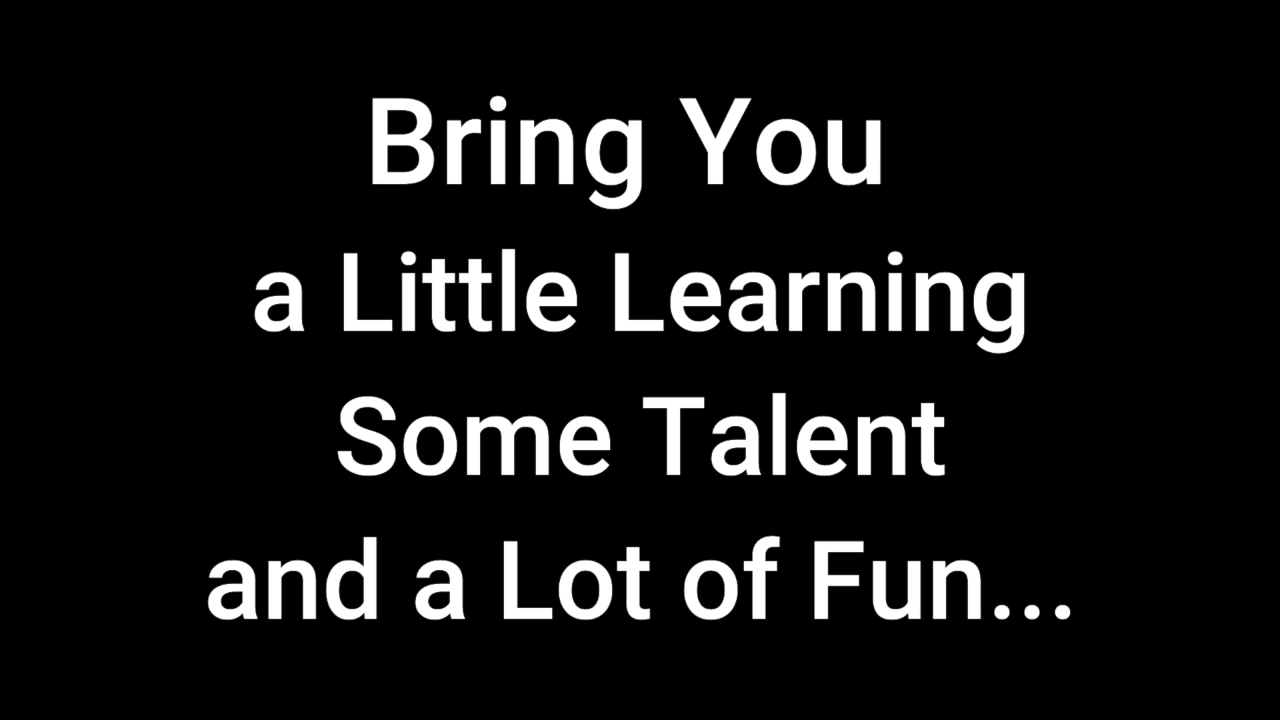 Bring You
a Little Learning
Some Talent
and a Lot of Fun...